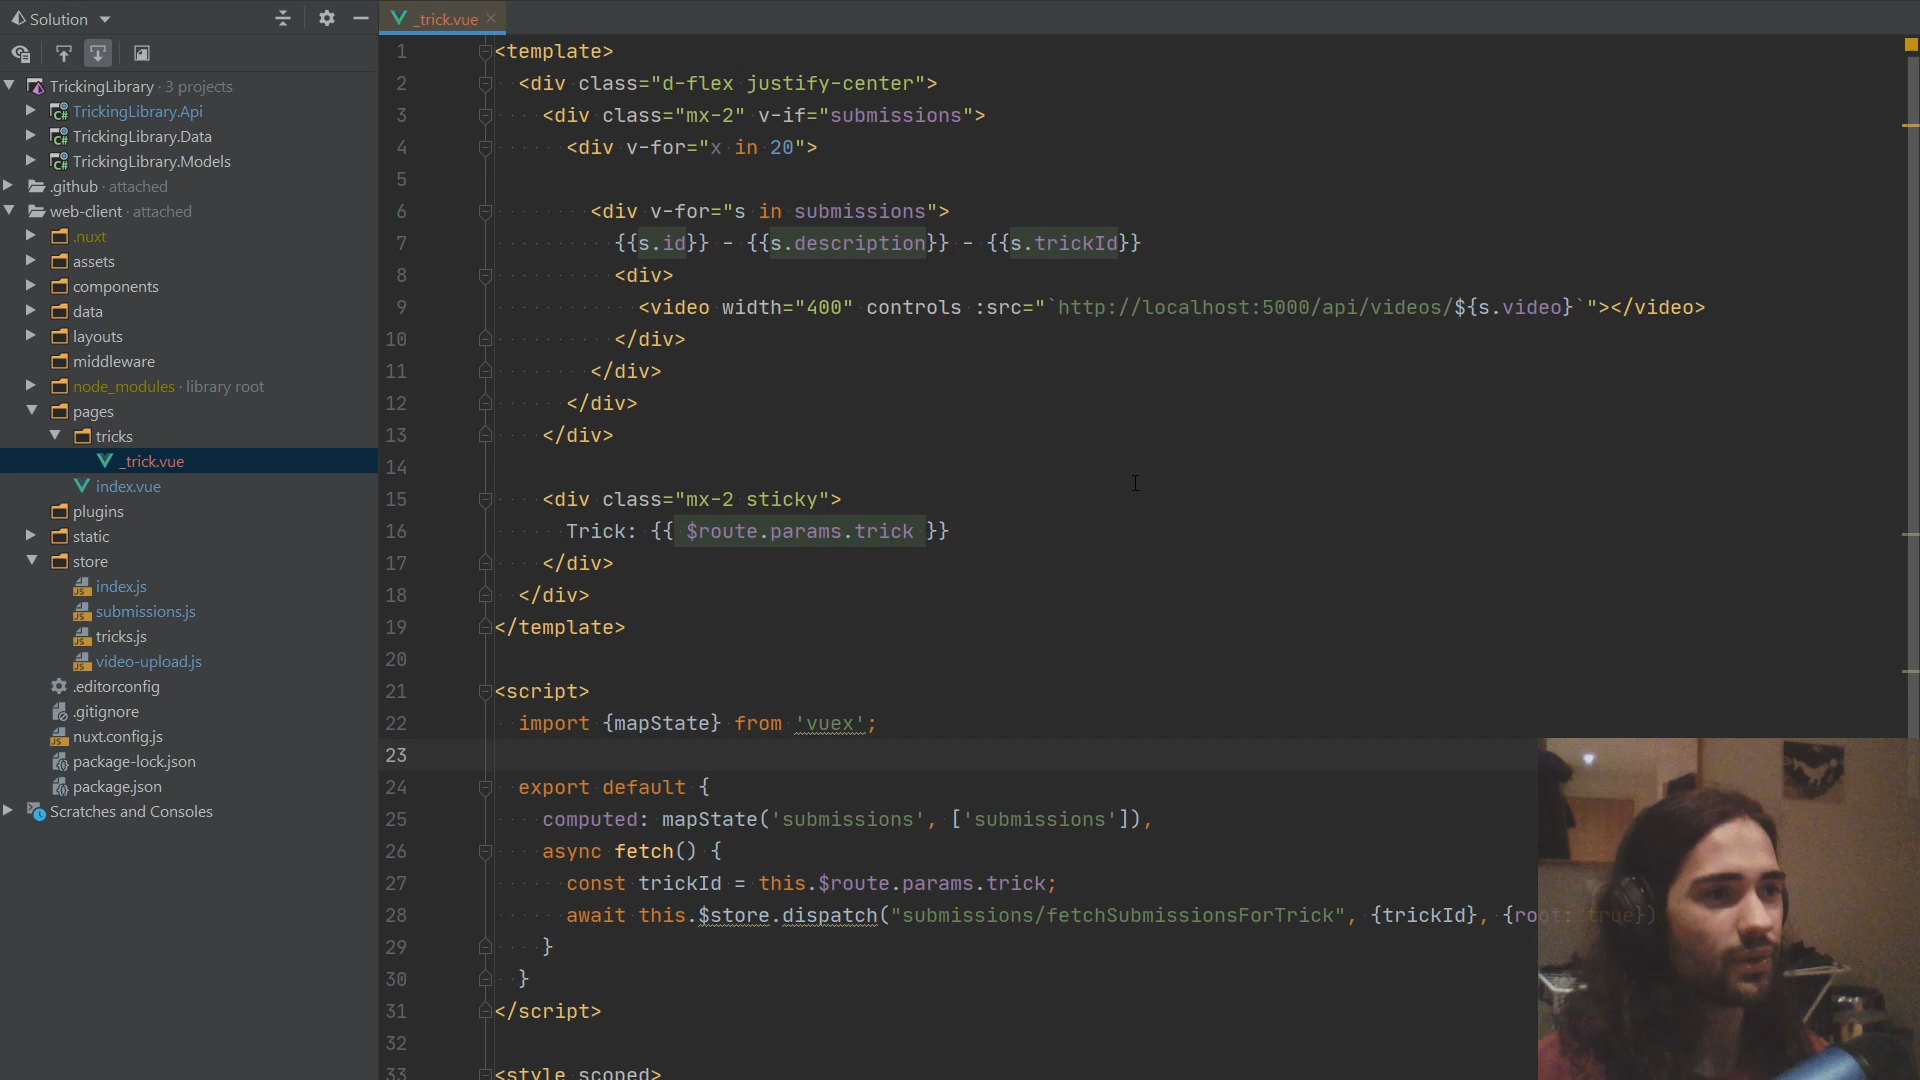 Solution
_trick.vue
TrickingLibrary · 3 projects
TrickingLibrary.Api
TrickingLibrary.Data
TrickingLibrary.Models
.github · attached
web-client · attached
.nuxt
assets
components
data
layouts
middleware
node_modules · library root
pages
tricks
_trick.vue
index.vue
plugins
static
store
index.js
submissions.js
tricks.js
video-upload.js
.editorconfig
.gitignore
nuxt.config.js
package-lock.json
package.json
Scratches and Consoles
1 <template>
2 <div class="d-flex justify-center">
3 <div class="mx-2" v-if="submissions">
4 <div v-for="x in 20">
5
6 <div v-for="s in submissions">
7 {{s.id}} - {{s.description}} - {{s.trickId}}
8 <div>
9 <video width="400" controls :src="`http://localhost:5000/api/videos/${s.video}`"></video>
10 </div>
11 </div>
12 </div>
13 </div>
14
15 <div class="mx-2 sticky">
16 Trick: {{ $route.params.trick }}
17 </div>
18 </div>
19 </template>
20
21 <script>
22 import {mapState} from 'vuex';
23
24 export default {
25 computed: mapState('submissions', ['submissions']),
26 async fetch() {
27 const trickId = this.$route.params.trick;
28 await this.$store.dispatch("submissions/fetchSubmissionsForTrick", {trickId}, {root: true})
29 }
30 }
31 </script>
32
33 <style scoped>